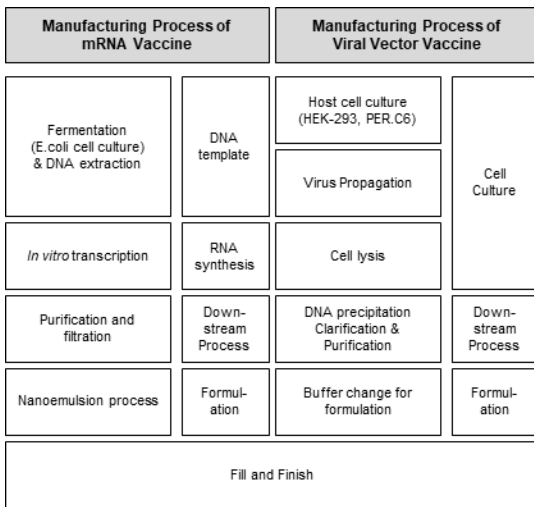 Manufacturing Process of
mRNA Vaccine
Manufacturing Process of
Viral Vector Vaccine
Fermentation
(E.coli cell culture)
& DNA extraction
DNA
template
Host cell culture
(HEK-293, PER.C6)
Virus Propagation
Cell
Culture
In vitro transcription
RNA
synthesis
Cell lysis
Purification and
filtration
Down-
stream
Process
DNA precipitation
Clarification &
Purification
Down-
stream
Process
Nanoemulsion process
Formul-
ation
Buffer change for
formulation
Formul-
ation
Fill and Finish